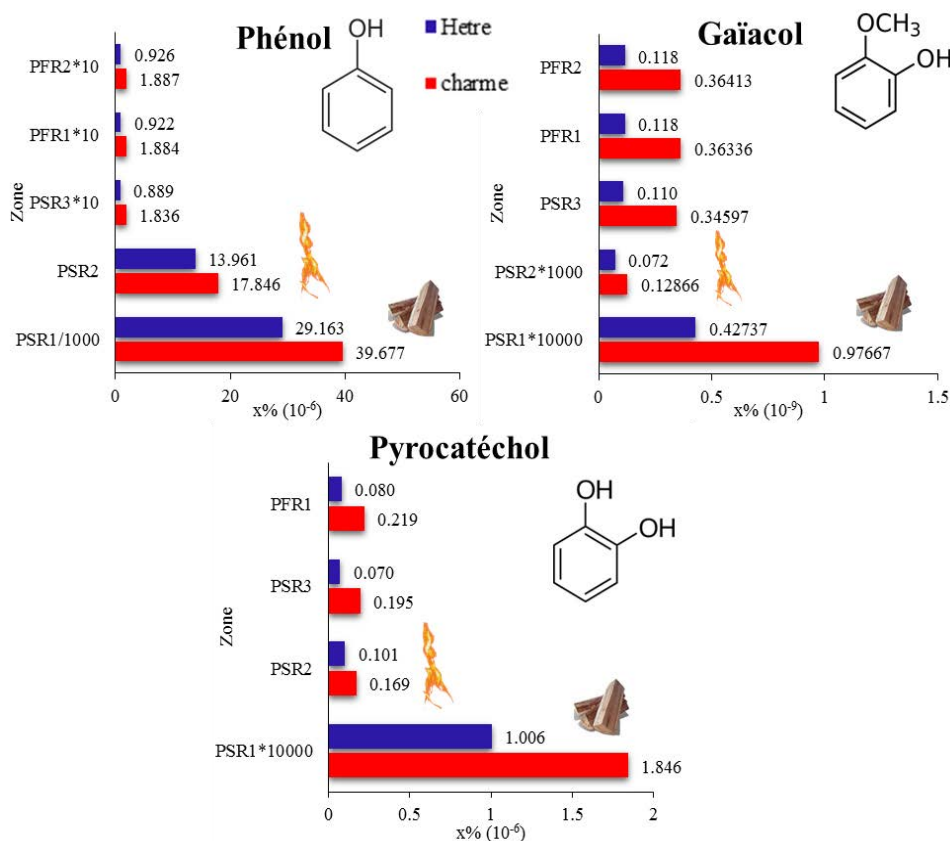 Phénol
OH
Hetre
charme
PFR2*10
0.926
1.887
PFR1*10
0.922
1.884
Zone
PSR3*10
0.889
1.836
PSR2
13.961
17.846
PSR1/1000
29.163
39.677
0
20
40
60
x% (10⁻⁶)
Gaïacol
OCH₃
OH
PFR2
0.118
0.36413
PFR1
0.118
0.36336
Zone
PSR3
0.110
0.34597
PSR2*1000
0.072
0.12866
PSR1*10000
0.42737
0.97667
0
0.5
1
1.5
x% (10⁻⁹)
Pyrocatéchol
OH
OH
PFR1
0.080
0.219
PSR3
0.070
0.195
Zone
PSR2
0.101
0.169
PSR1*10000
1.006
1.846
0
0.5
1
1.5
2
x% (10⁻⁶)